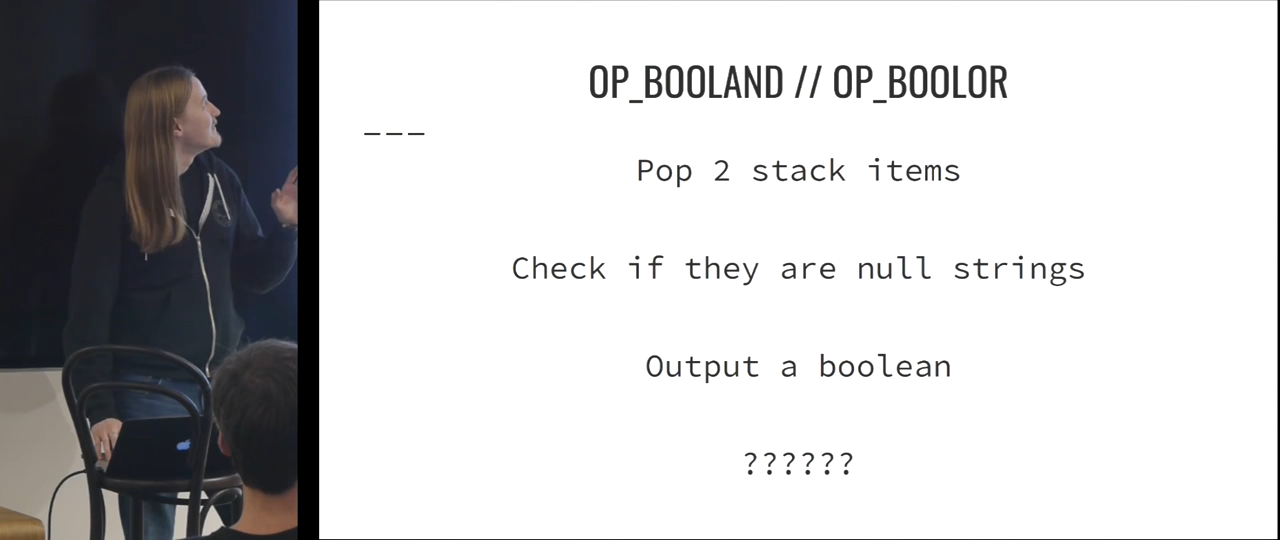 OP_BOOLAND // OP_BOOLOR
---
Pop 2 stack items
Check if they are null strings
Output a boolean
??????